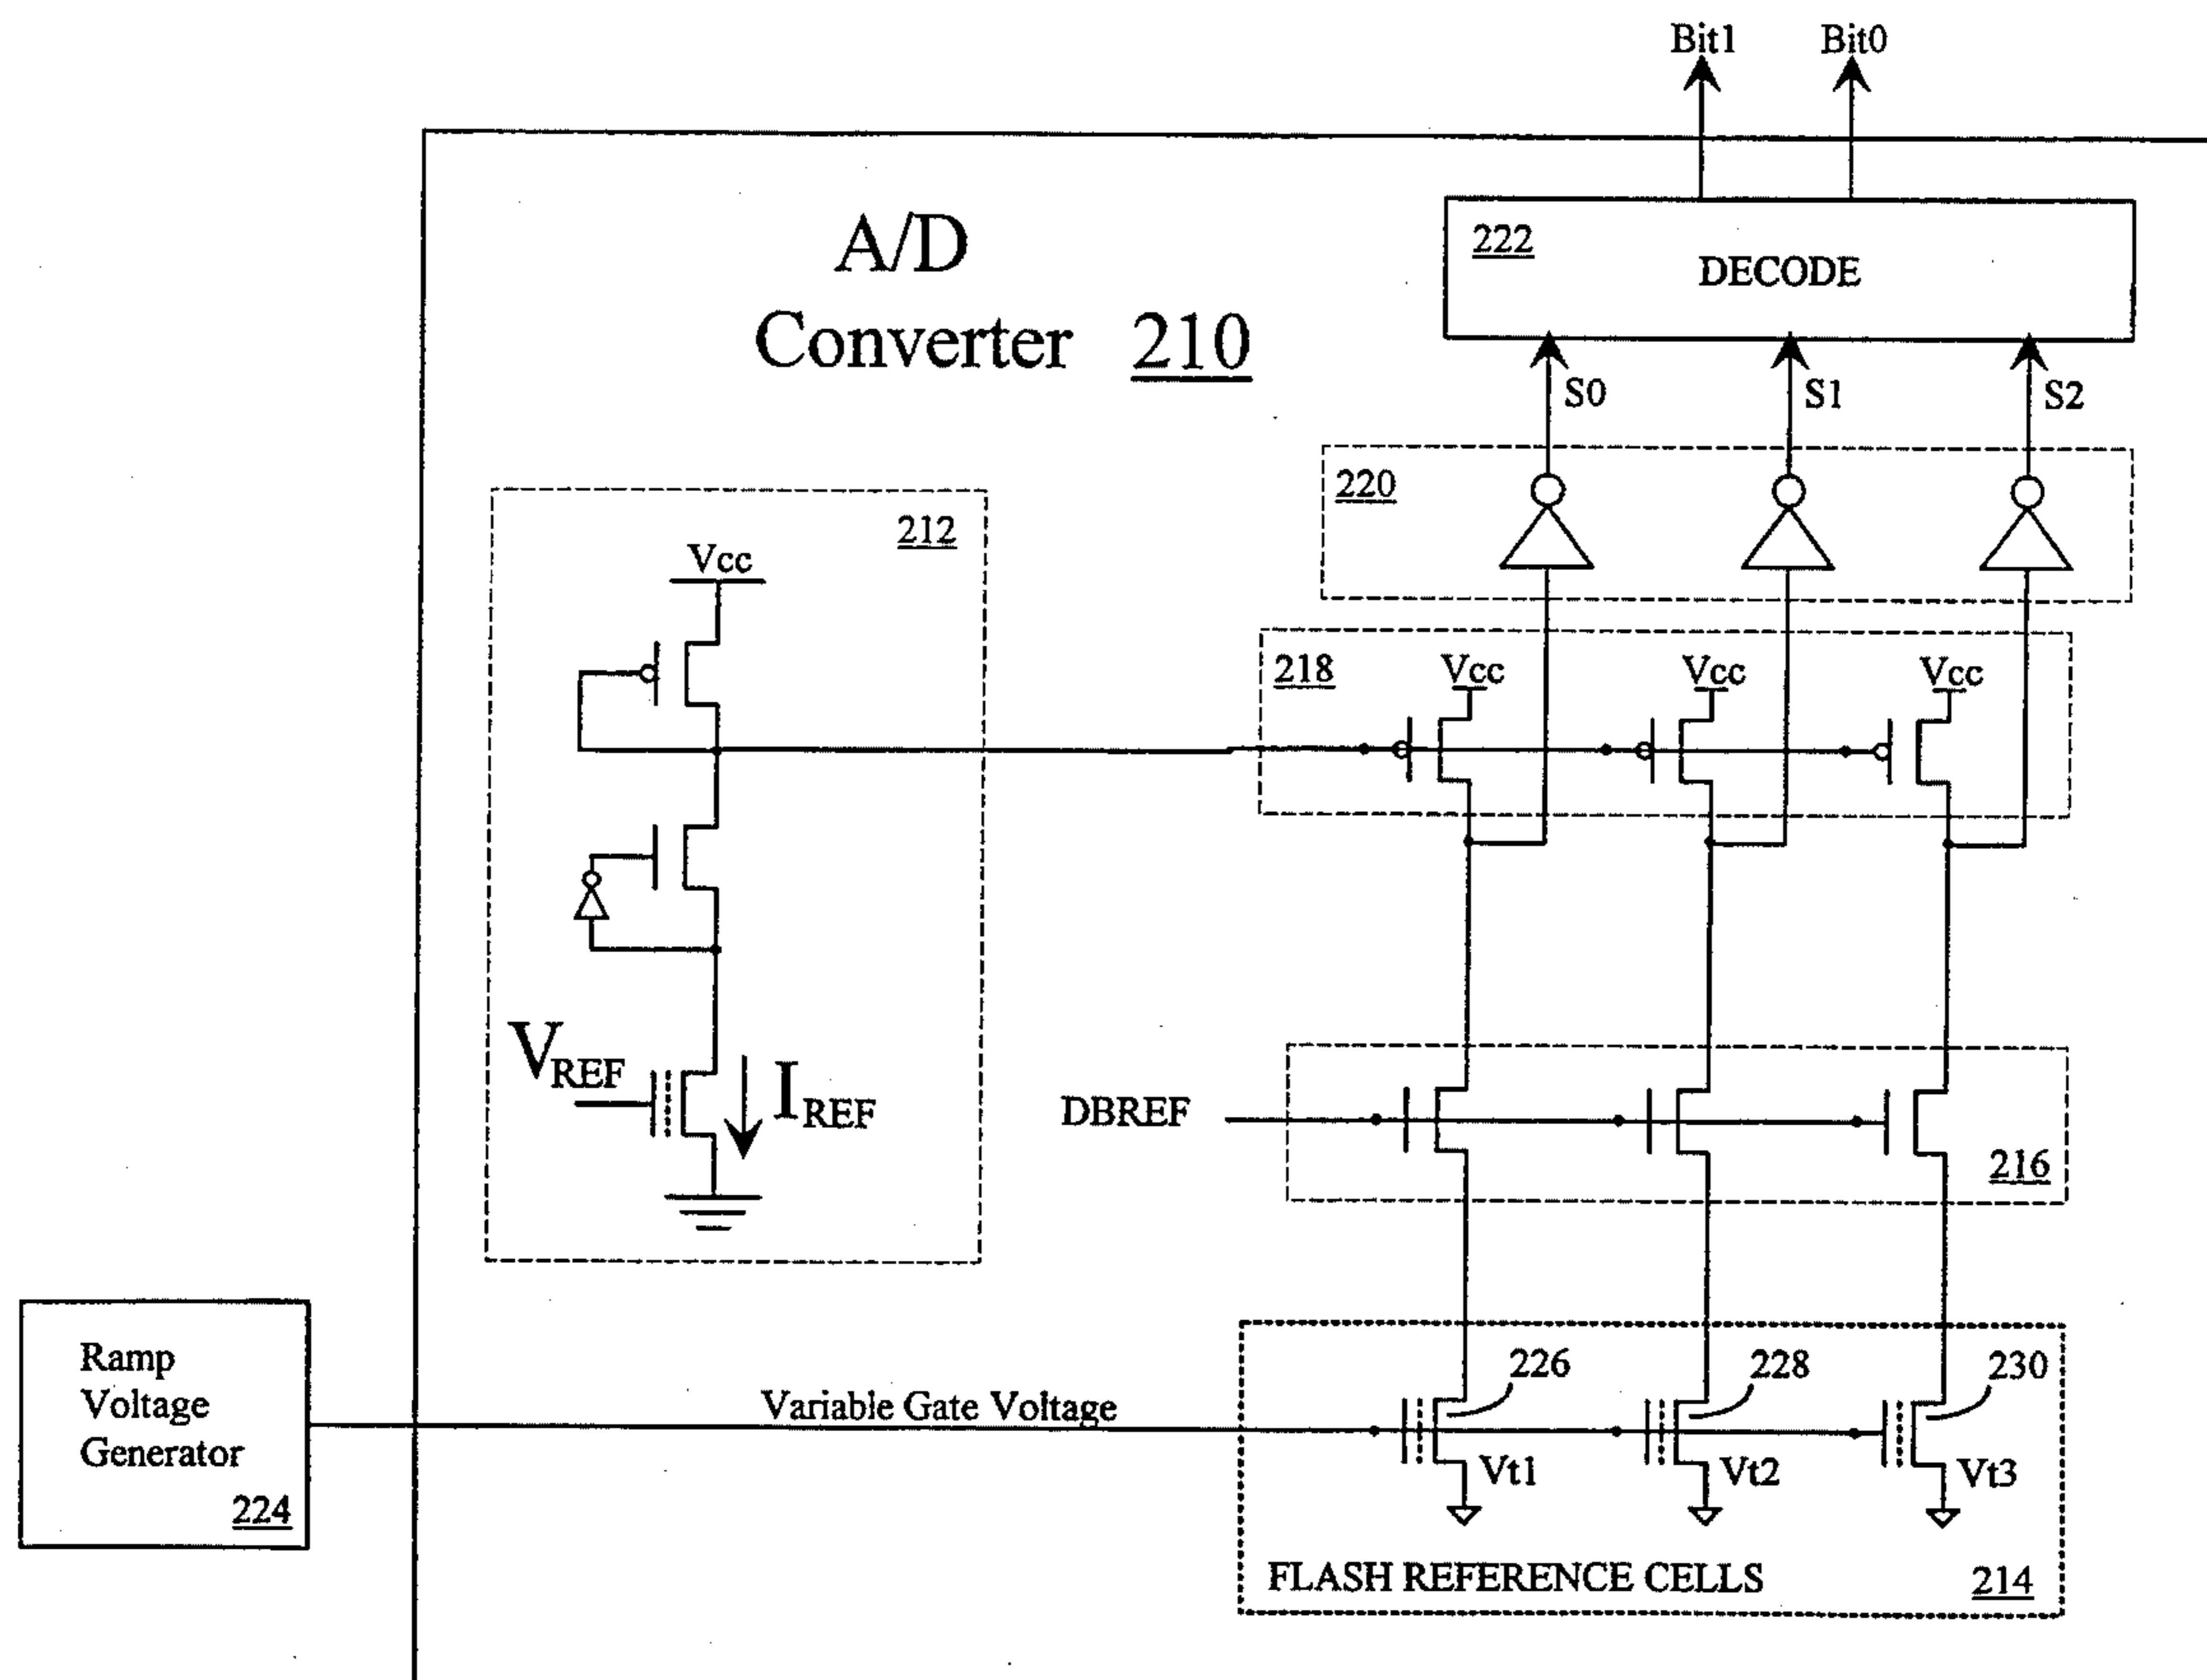 Bit1 Bit0
A/D
Converter 210
222
DECODE
S0 S1 S2
220
212
Vcc
218
Vcc Vcc Vcc
VREF
IREF
DBREF
216
Ramp
Voltage
Generator
224
Variable Gate Voltage
226 228 230
Vt1 Vt2 Vt3
FLASH REFERENCE CELLS 214